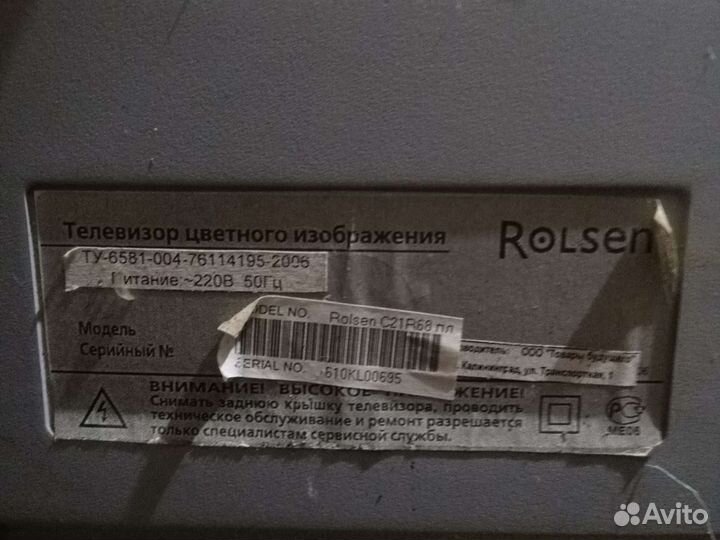 Телевизор цветного изображения
ROLSEN
ТУ-6581-004-76114195-2006
Питание:~220В 50Гц
MODEL NO. Rolsen C21R68
SERIAL NO. 610KL00695
Модель
Серийный №
ООО "Товары будущего"
Калининград, ул. Транспортная,
ВНИМАНИЕ! ВЫСОКОЕ
Снимать заднюю крышку телевизора, проводить
техническое обслуживание и ремонт разрешается
только специалистам сервисной службы.
МЕ06
Avito